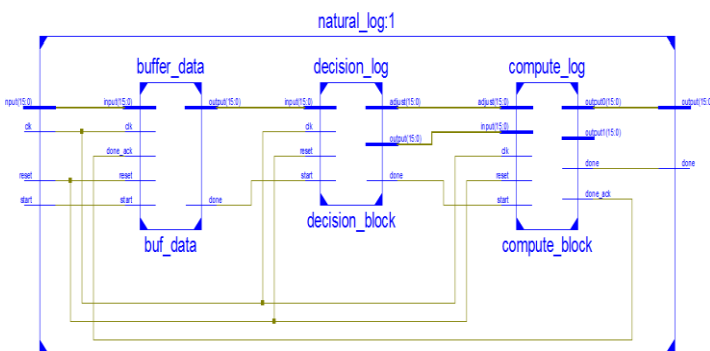 natural_log:1
buffer_data
decision_log
compute_log
nput(15:0)
input(15:0)
output(15:0)
input(15:0)
adjust(15:0)
adjust(15:0)
output0(15:0)
output(15:0)
clk
clk
clk
output(15:0)
input(15:0)
output1(15:0)
done_ack
reset
clk
done
done
reset
reset
start
done
reset
done_ack
start
start
done
start
decision_block
buf_data
compute_block